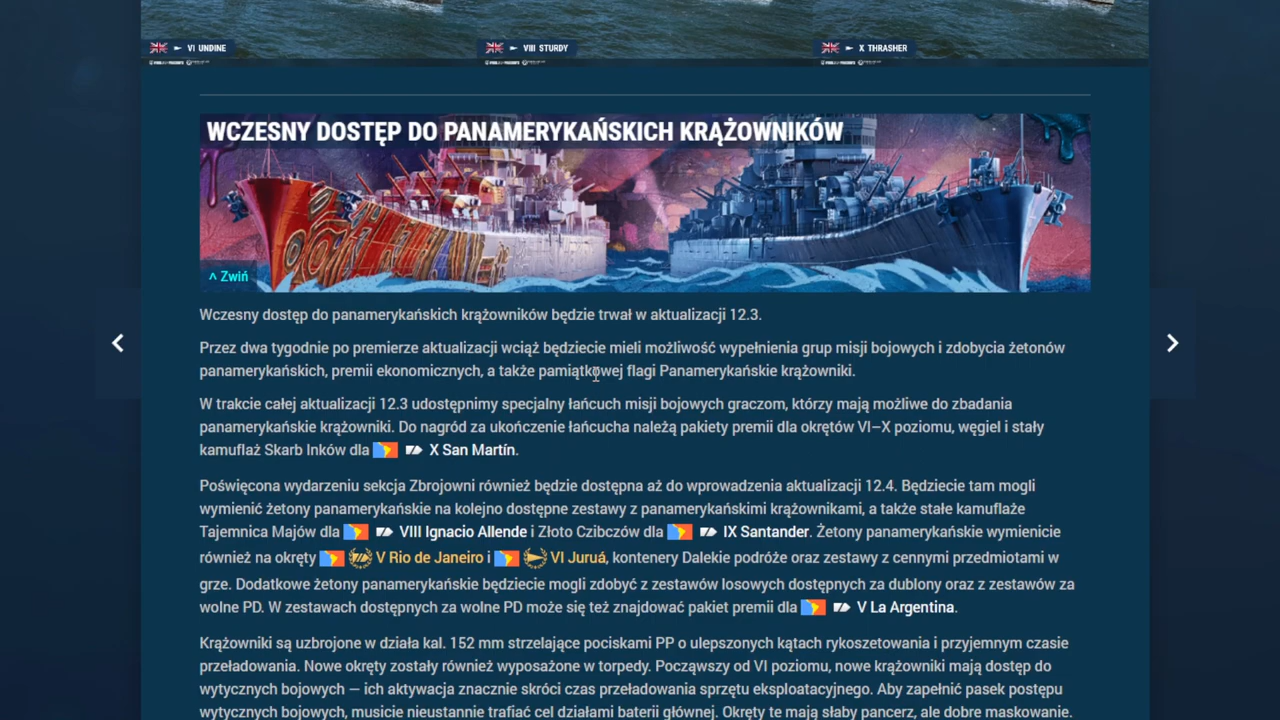 VI UNDINE
VIII STURDY
X THRASHER
WCZESNY DOSTĘP DO PANAMERYKAŃSKICH KRĄŻOWNIKÓW
^ Zwiń
Wczesny dostęp do panamerykańskich krążowników będzie trwał w aktualizacji 12.3.
Przez dwa tygodnie po premierze aktualizacji wciąż będziecie mieli możliwość wypełnienia grup misji bojowych i zdobycia żetonów
panamerykańskich, premii ekonomicznych, a także pamiątkowej flagi Panamerykańskie krążowniki.
W trakcie całej aktualizacji 12.3 udostępnimy specjalny łańcuch misji bojowych graczom, którzy mają możliwe do zbadania
panamerykańskie krążowniki. Do nagród za ukończenie łańcucha należą pakiety premii dla okrętów VI–X poziomu, węgiel i stały
kamuflaż Skarb Inków dla X San Martín.
Poświęcona wydarzeniu sekcja Zbrojowni również będzie dostępna aż do wprowadzenia aktualizacji 12.4. Będziecie tam mogli
wymienić żetony panamerykańskie na kolejno dostępne zestawy z panamerykańskimi krążownikami, a także stałe kamuflaże
Tajemnica Majów dla VIII Ignacio Allende i Złoto Czibczów dla IX Santander. Żetony panamerykańskie wymienicie
również na okręty V Rio de Janeiro i VI Juruá, kontenery Dalekie podróże oraz zestawy z cennymi przedmiotami w
grze. Dodatkowe żetony panamerykańskie będziecie mogli zdobyć z zestawów losowych dostępnych za dublony oraz z zestawów za
wolne PD. W zestawach dostępnych za wolne PD może się też znajdować pakiet premii dla V La Argentina.
Krążowniki są uzbrojone w działa kal. 152 mm strzelające pociskami PP o ulepszonych kątach rykoszetowania i przyjemnym czasie
przeładowania. Nowe okręty zostały również wyposażone w torpedy. Począwszy od VI poziomu, nowe krążowniki mają dostęp do
wytycznych bojowych — ich aktywacja znacznie skróci czas przeładowania sprzętu eksploatacyjnego. Aby zapełnić pasek postępu
wytycznych bojowych, musicie nieustannie trafiać cel działami baterii głównej. Okręty te mają słaby pancerz, ale dobre maskowanie.